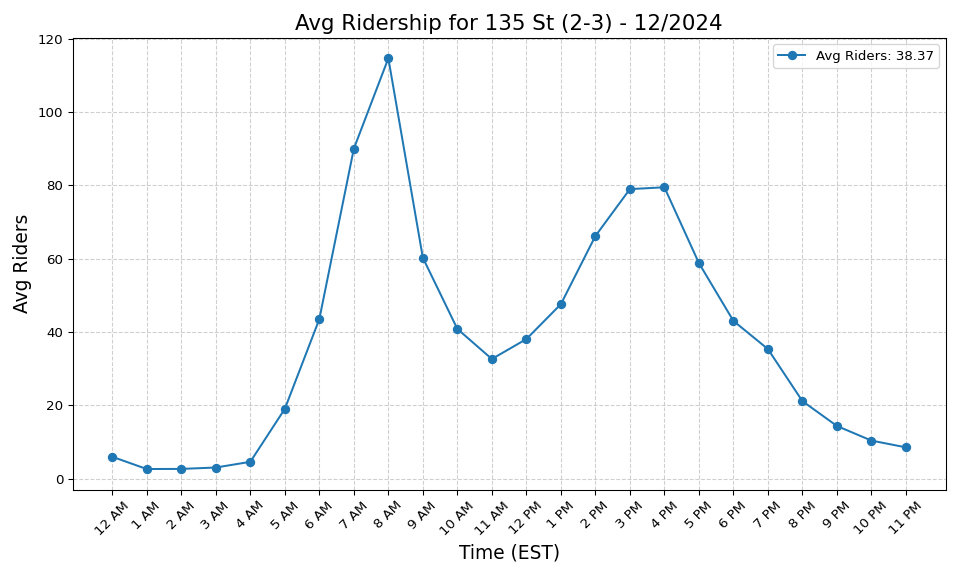 Avg Ridership for 135 St (2-3) - 12/2024
Avg Riders: 38.37
Avg Riders
120
100
80
60
40
20
0
12 AM
1 AM
2 AM
3 AM
4 AM
5 AM
6 AM
7 AM
8 AM
9 AM
10 AM
11 AM
12 PM
1 PM
2 PM
3 PM
4 PM
5 PM
6 PM
7 PM
8 PM
9 PM
10 PM
11 PM
Time (EST)